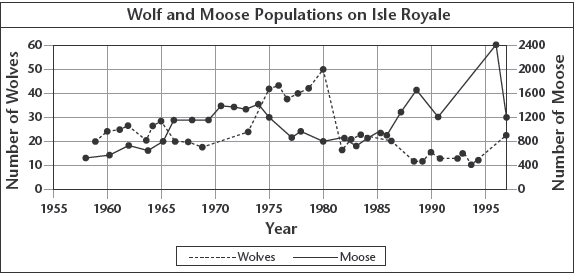 Wolf and Moose Populations on Isle Royale
Number of Wolves
60
50
40
30
20
10
0
2400
2000
1600
1200
800
400
0
Number of Moose
1955 1960 1965 1970 1975 1980 1985 1990 1995
Year
Wolves Moose